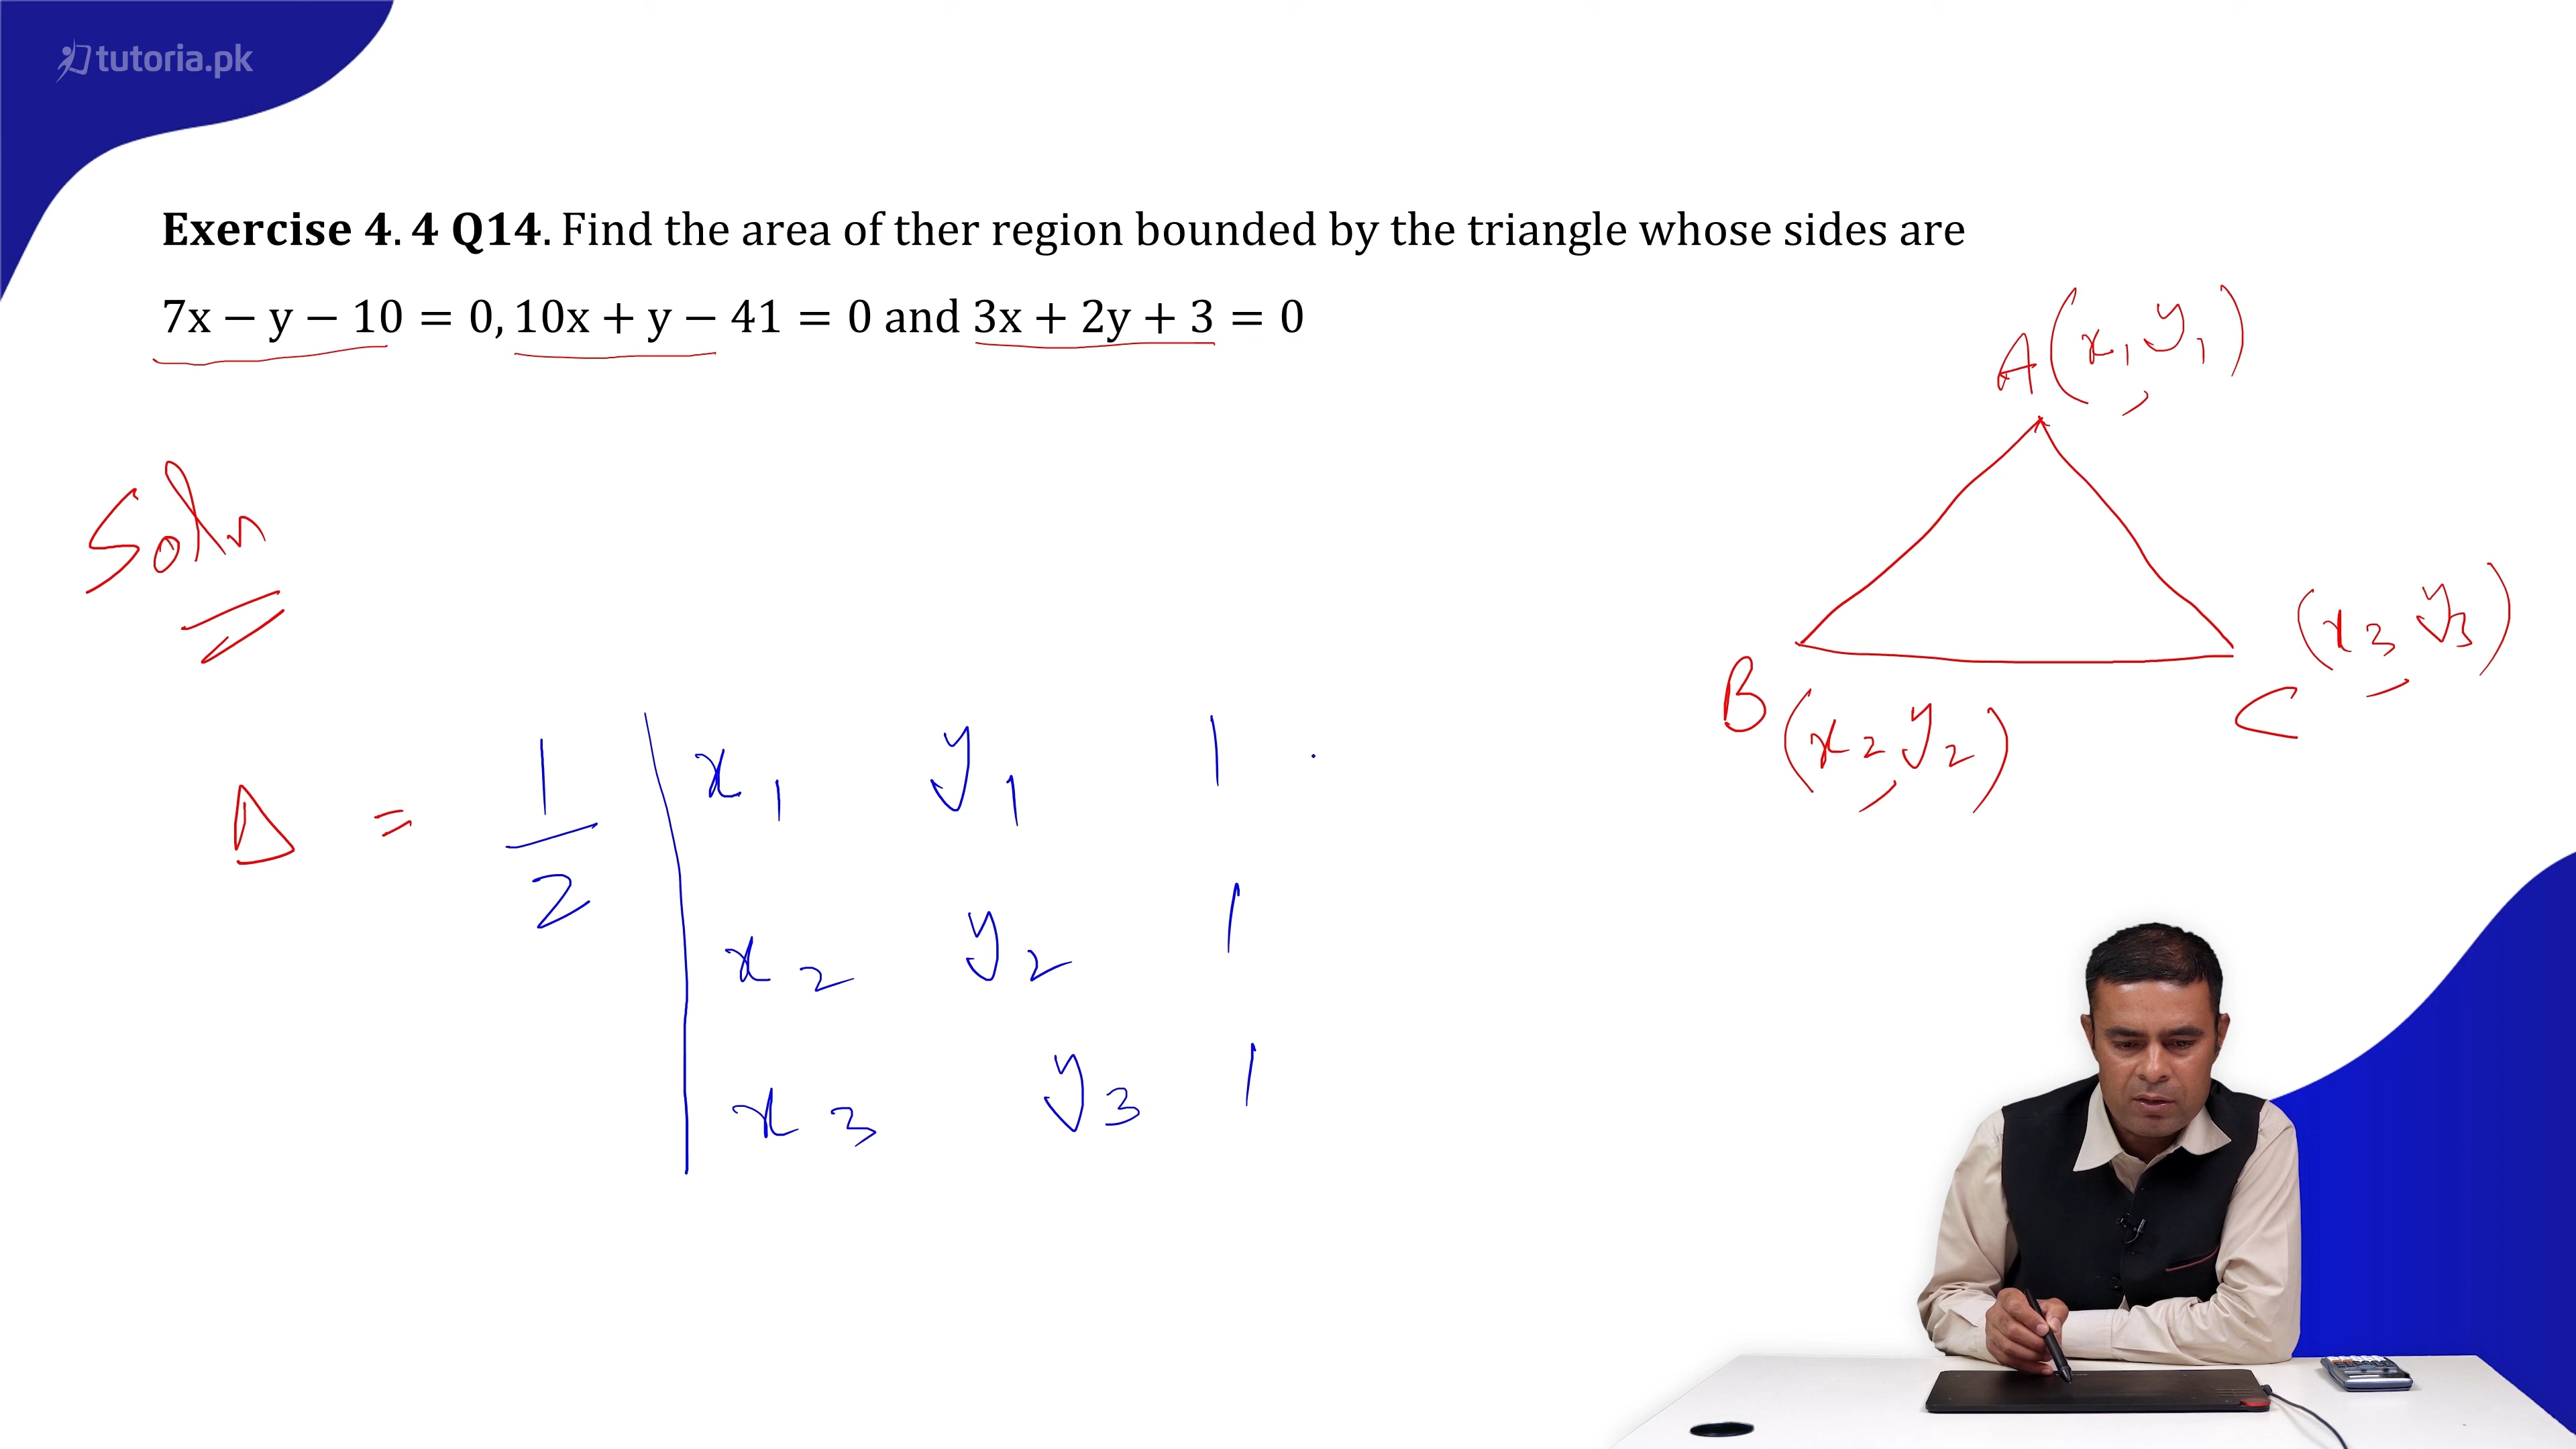 tutoria.pk
Exercise 4. 4 Q14. Find the area of ther region bounded by the triangle whose sides are
7x − y − 10 = 0, 10x + y − 41 = 0 and 3x + 2y + 3 = 0
A(x₁, y₁)
Soln
B (x₂, y₂)
C (x₃, y₃)
Δ = 1/2 | x₁ y₁ 1
x₂ y₂ 1
x₃ y₃ 1